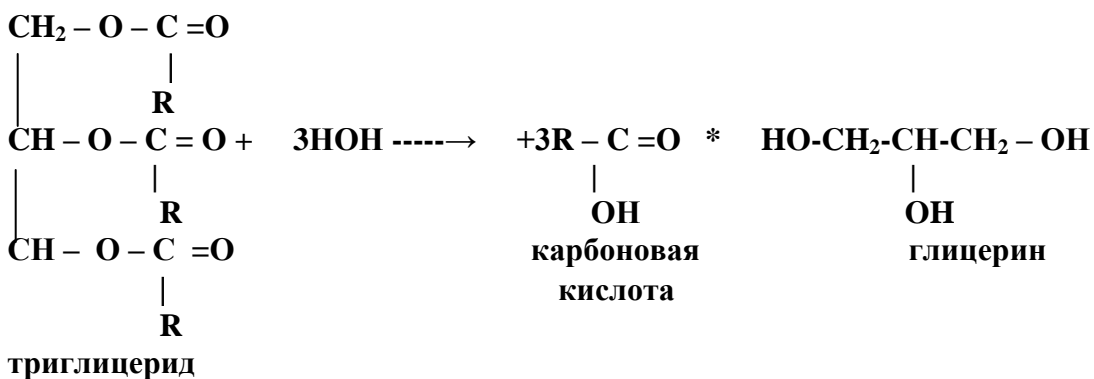 CH₂ – O – C =O
|
R
CH – O – C = O + 3HOH -----→ +3R – C =O * HO-CH₂-CH-CH₂ – OH
| | |
R OH OH
CH – O – C =O карбоновая глицерин
| кислота
R
триглицерид